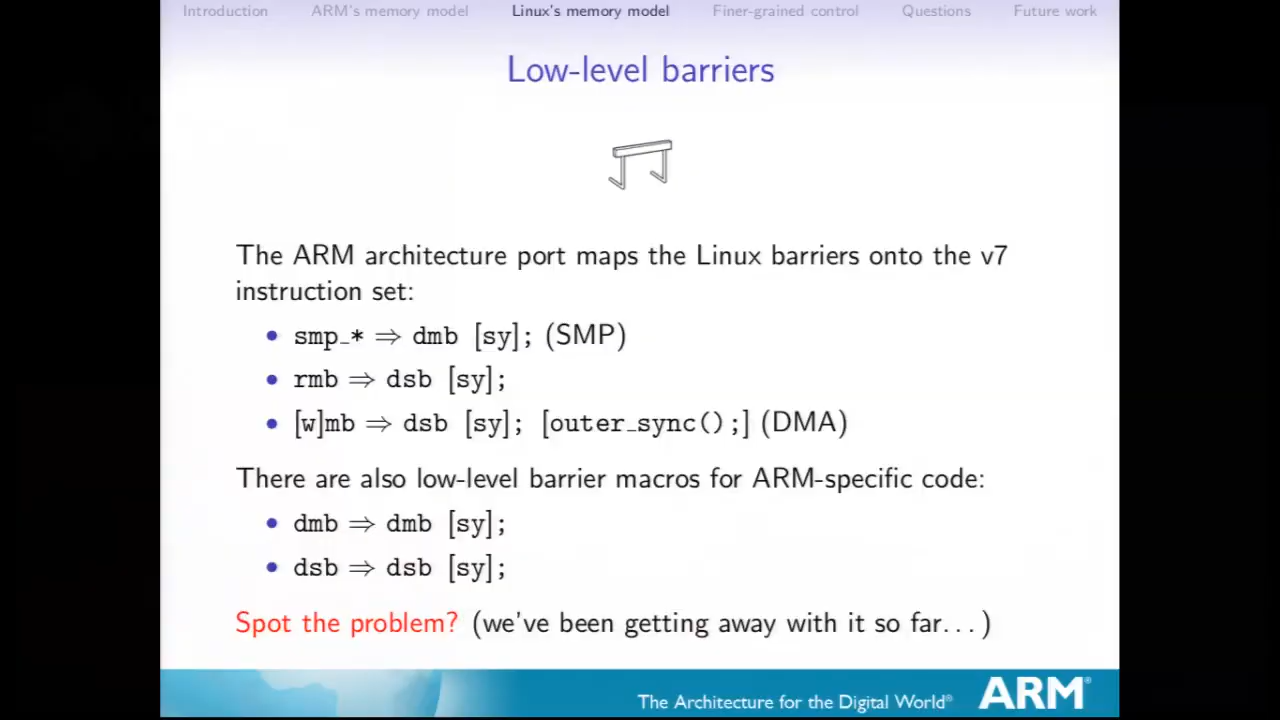 Introduction ARM's memory model Linux's memory model Finer-grained control Questions Future work
Low-level barriers
The ARM architecture port maps the Linux barriers onto the v7
instruction set:
• smp_* ⇒ dmb [sy]; (SMP)
• rmb ⇒ dsb [sy];
• [w]mb ⇒ dsb [sy]; [outer_sync();] (DMA)
There are also low-level barrier macros for ARM-specific code:
• dmb ⇒ dmb [sy];
• dsb ⇒ dsb [sy];
Spot the problem? (we've been getting away with it so far...)
The Architecture for the Digital World® ARM®